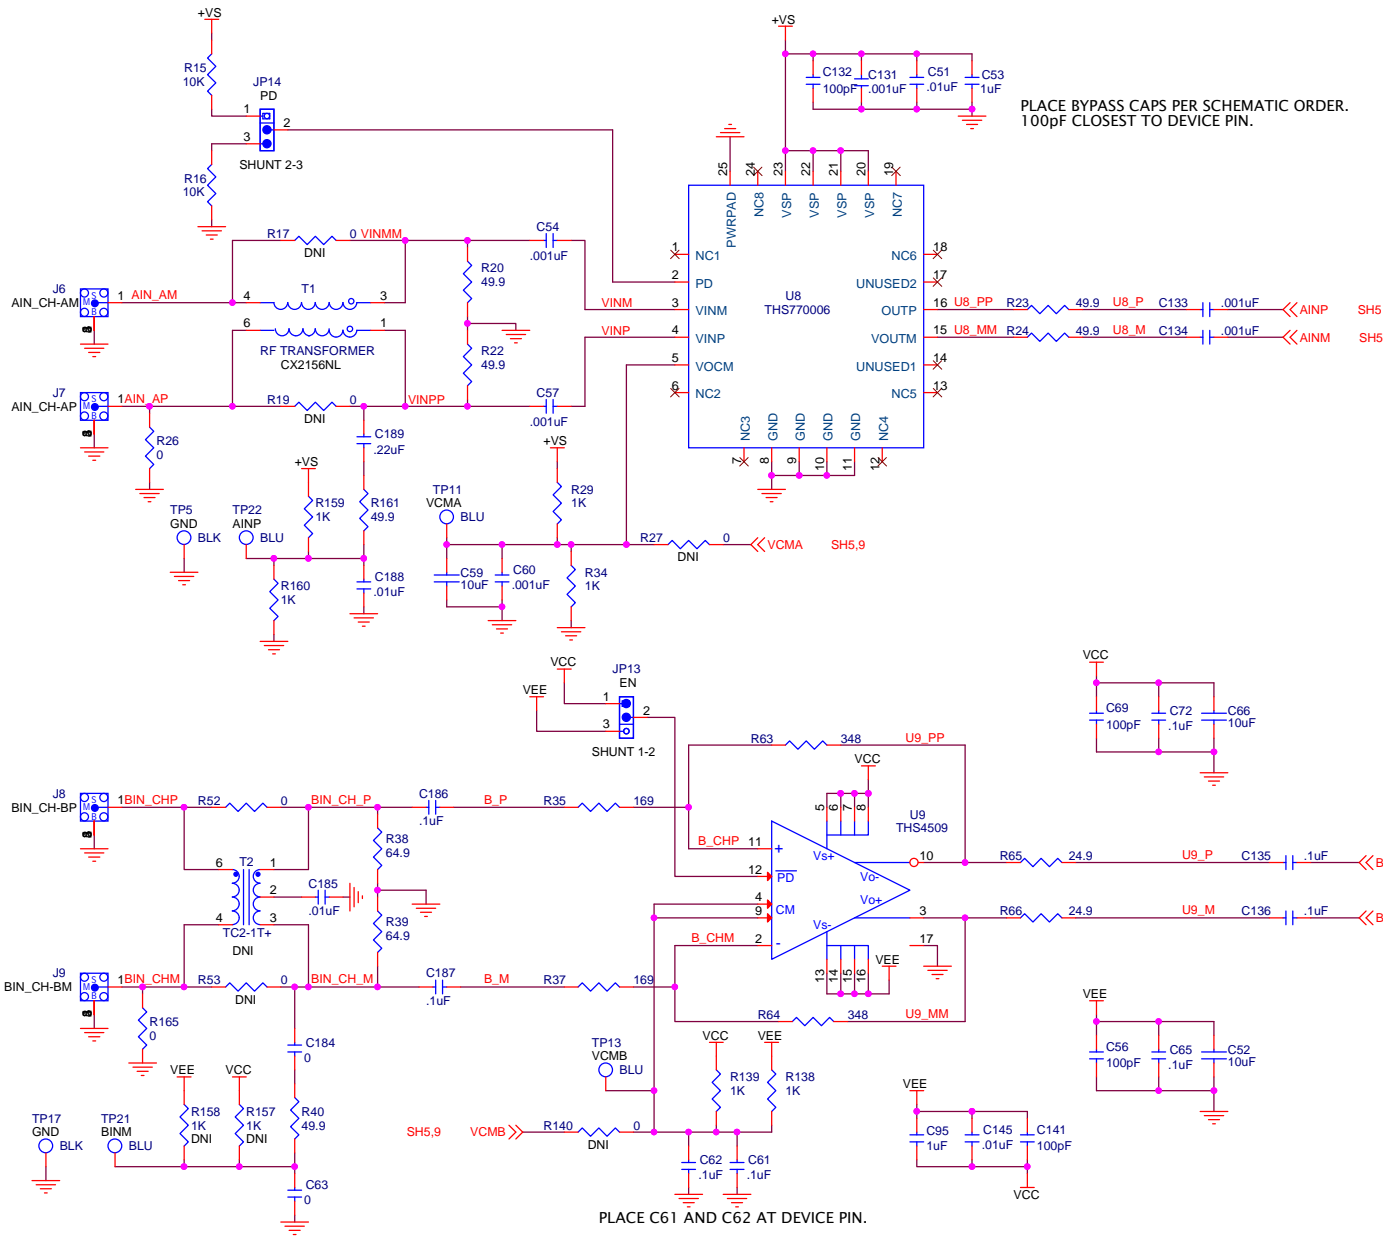 +VS
R15
10K
JP14
PD
1
2
3
SHUNT 2-3
R16
10K
+VS
C132
100pF
C131
.001uF
C51
.01uF
C53
1uF
PLACE BYPASS CAPS PER SCHEMATIC ORDER.
100pF CLOSEST TO DEVICE PIN.
25
24
23
22
21
20
19
PWRPAD
NC8
VSP
VSP
VSP
VSP
NC7
1
NC1
2
PD
3
VINM
4
VINP
5
VOCM
6
NC2
U8
THS770006
NC6
18
UNUSED2
17
OUTP
16
VOUTM
15
UNUSED1
14
NC5
13
NC3
GND
GND
GND
GND
NC4
7
8
9
10
11
12
U8_PP
R23
49.9
U8_P
C133
.001uF
AINP
SH5
U8_MM
R24
49.9
U8_M
C134
.001uF
AINM
SH5
J6
AIN_CH-AM
S
M
B
1
AIN_AM
R17
0
DNI
VINMM
4
T1
3
6
1
RF TRANSFORMER
CX2156NL
R20
49.9
R22
49.9
C54
.001uF
VINM
VINP
C57
.001uF
J7
AIN_CH-AP
S
M
B
1
AIN_AP
R19
0
DNI
VINPP
R26
0
C189
.22uF
R161
49.9
C188
.01uF
+VS
R159
1K
R160
1K
TP5
GND
BLK
TP22
AINP
BLU
TP11
VCMA
BLU
+VS
R29
1K
C59
10uF
C60
.001uF
R34
1K
R27
0
DNI
VCMA
SH5,9
VCC
VEE
JP13
EN
1
2
3
SHUNT 1-2
R63
348
U9_PP
VCC
5
6
7
8
U9
THS4509
J8
BIN_CH-BP
S
M
B
1
BIN_CHP
R52
0
BIN_CH_P
C186
.1uF
B_P
R35
169
R38
64.9
R39
64.9
6
T2
1
2
4
3
TC2-1T+
DNI
C185
.01uF
B_CHP
11
+
12
PD
4
9
CM
B_CHM
2
-
Vs+
Vo-
Vo+
Vs-
10
3
17
13
14
15
16
VEE
R65
24.9
U9_P
C135
.1uF
B
R66
24.9
U9_M
C136
.1uF
B
J9
BIN_CH-BM
S
M
B
1
BIN_CHM
R53
0
DNI
BIN_CH_M
C187
.1uF
B_M
R37
169
R64
348
U9_MM
R165
0
C184
0
R40
49.9
C63
0
VEE
VCC
R158
1K
DNI
R157
1K
DNI
TP17
GND
BLK
TP21
BINM
BLU
TP13
VCMB
BLU
VCC
VEE
R139
1K
R138
1K
SH5,9
VCMB
R140
0
DNI
C62
.1uF
C61
.1uF
PLACE C61 AND C62 AT DEVICE PIN.
VCC
C69
100pF
C72
.1uF
C66
10uF
VEE
C56
100pF
C65
.1uF
C52
10uF
VEE
C95
1uF
C145
.01uF
C141
100pF
VCC